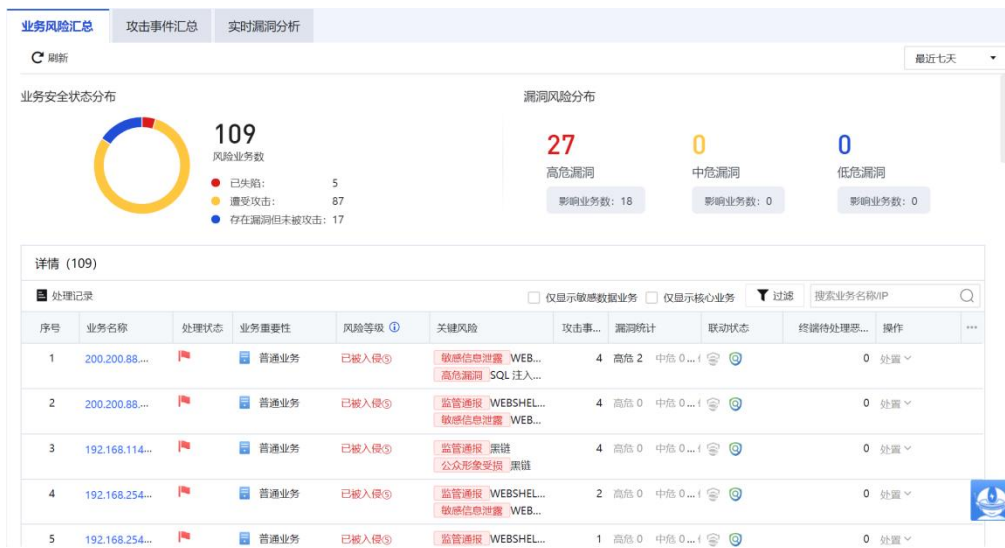 业务风险汇总 攻击事件汇总 实时漏洞分析
刷新 最近七天
业务安全状态分布 漏洞风险分布
109
风险业务数
已失陷: 5
遭受攻击: 87
存在漏洞但未被攻击: 17
27 0 0
高危漏洞 中危漏洞 低危漏洞
影响业务数: 18 影响业务数: 0 影响业务数: 0
详情 (109)
处理记录 仅显示敏感数据业务 仅显示核心业务 过滤 搜索业务名称/IP
序号 业务名称 处理状态 业务重要性 风险等级 关键风险 攻击事... 漏洞统计 联动状态 终端待处理恶... 操作
1 200.200.88.... 普通业务 已被入侵⑤ 敏感信息泄露 WEB... 4 高危 2 中危 0... 0 处置
高危漏洞 SQL 注入...
2 200.200.88.... 普通业务 已被入侵⑤ 监管通报 WEBSHEL... 4 高危 0 中危 0... 0 处置
敏感信息泄露 WEB...
3 192.168.114.... 普通业务 已被入侵⑤ 监管通报 黑链 4 高危 0 中危 0... 0 处置
公众形象受损 黑链
4 192.168.254.... 普通业务 已被入侵⑤ 监管通报 WEBSHEL... 2 高危 0 中危 0... 0 处置
敏感信息泄露 WEB...
5 192.168.254.... 普通业务 已被入侵⑤ 监管通报 WEBSHEL... 1 高危 0 中危 0... 0 处置